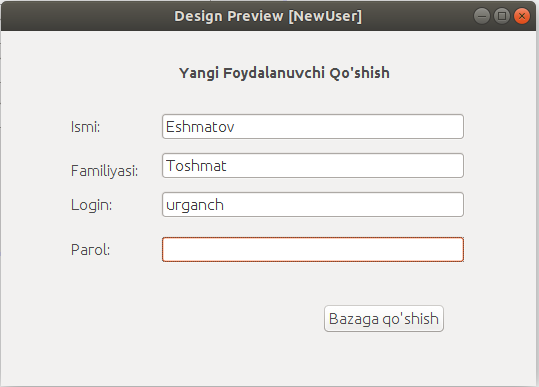 Design Preview [NewUser]
Yangi Foydalanuvchi Qo'shish
Ismi: Eshmatov
Familiyasi: Toshmat
Login: urganch
Parol:
Bazaga qo'shish